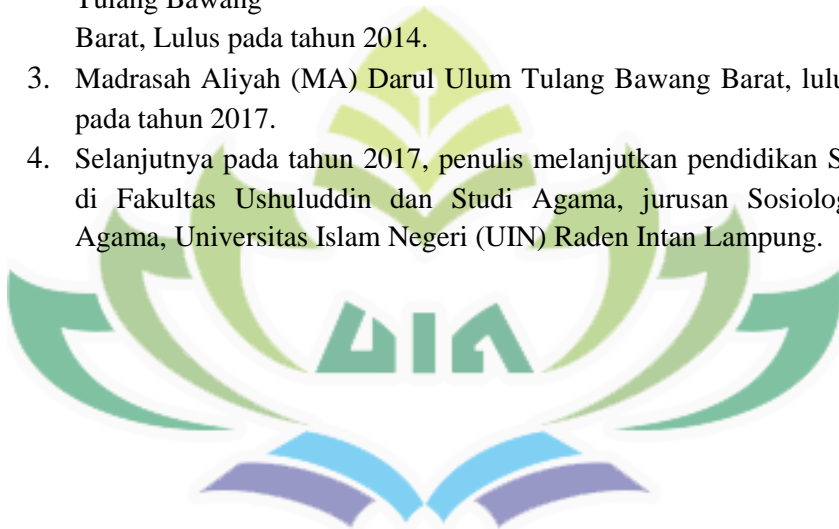 Tulang Bawang
Barat, Lulus pada tahun 2014.
3. Madrasah Aliyah (MA) Darul Ulum Tulang Bawang Barat,
pada tahun 2017.
4. Selanjutnya pada tahun 2017, penulis melanjutkan pendidikan
di Fakultas Ushuluddin dan Studi Agama, jurusan
Agama, Universitas Islam Negeri (UIN) Raden Intan Lampung.
UIN